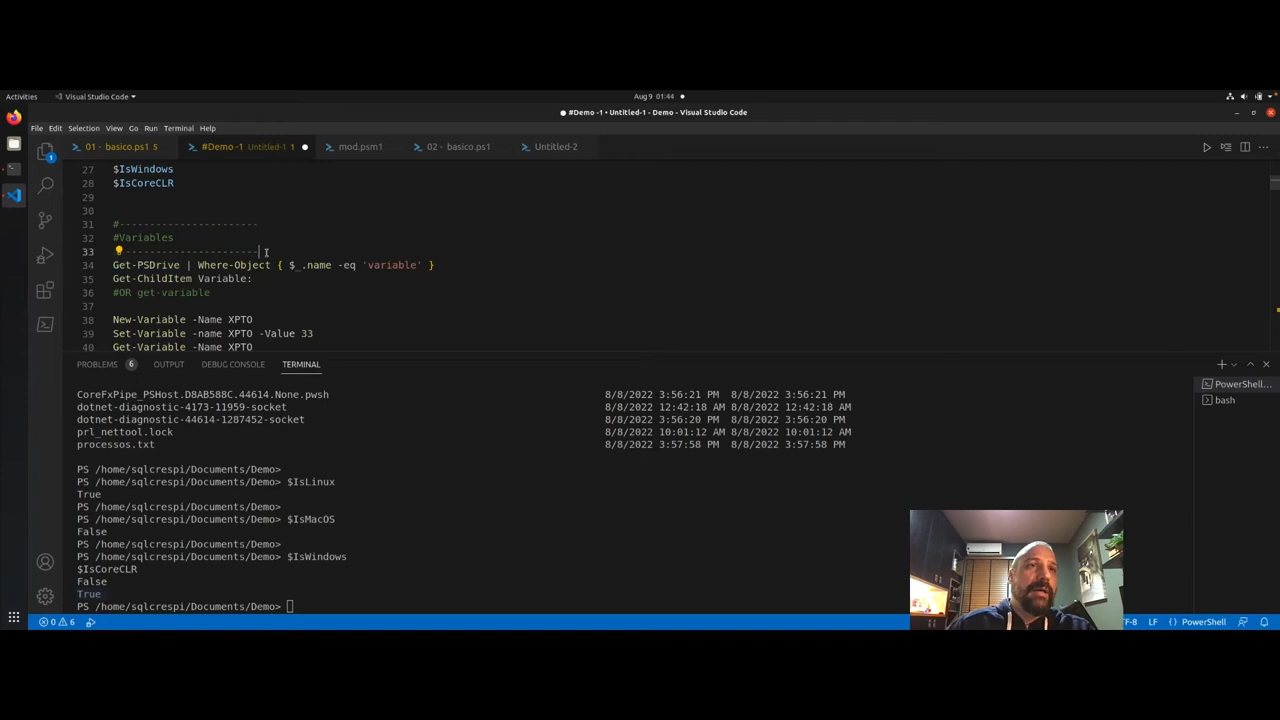 Activities
Visual Studio Code
Aug 9 01:44
#Demo -1 • Untitled-1 - Demo - Visual Studio Code
File Edit Selection View Go Run Terminal Help
01 - basico.ps1 5
#Demo -1 Untitled-1 1
mod.psm1
02 - basico.ps1
Untitled-2
1
27 $IsWindows
28 $IsCoreCLR
29
30
31 #-----------------------
32 #Variables
33 -----------------------
34 Get-PSDrive | Where-Object { $_.name -eq 'variable' }
35 Get-ChildItem Variable:
36 #OR get-variable
37
38 New-Variable -Name XPTO
39 Set-Variable -name XPTO -Value 33
40 Get-Variable -Name XPTO
PROBLEMS 6 OUTPUT DEBUG CONSOLE TERMINAL
PowerShell...
bash
CoreFxPipe_PSHost.D8AB588C.44614.None.pwsh 8/8/2022 3:56:21 PM 8/8/2022 3:56:21 PM
dotnet-diagnostic-4173-11959-socket 8/8/2022 12:42:18 AM 8/8/2022 12:42:18 AM
dotnet-diagnostic-44614-1287452-socket 8/8/2022 3:56:20 PM 8/8/2022 3:56:20 PM
prl_nettool.lock 8/8/2022 10:01:12 AM 8/8/2022 10:01:12 AM
processos.txt 8/8/2022 3:57:58 PM 8/8/2022 3:57:58 PM
PS /home/sqlcrespi/Documents/Demo>
PS /home/sqlcrespi/Documents/Demo> $IsLinux
True
PS /home/sqlcrespi/Documents/Demo>
PS /home/sqlcrespi/Documents/Demo> $IsMacOS
False
PS /home/sqlcrespi/Documents/Demo>
PS /home/sqlcrespi/Documents/Demo> $IsWindows
$IsCoreCLR
False
True
PS /home/sqlcrespi/Documents/Demo>
0 6
TF-8 LF {} PowerShell